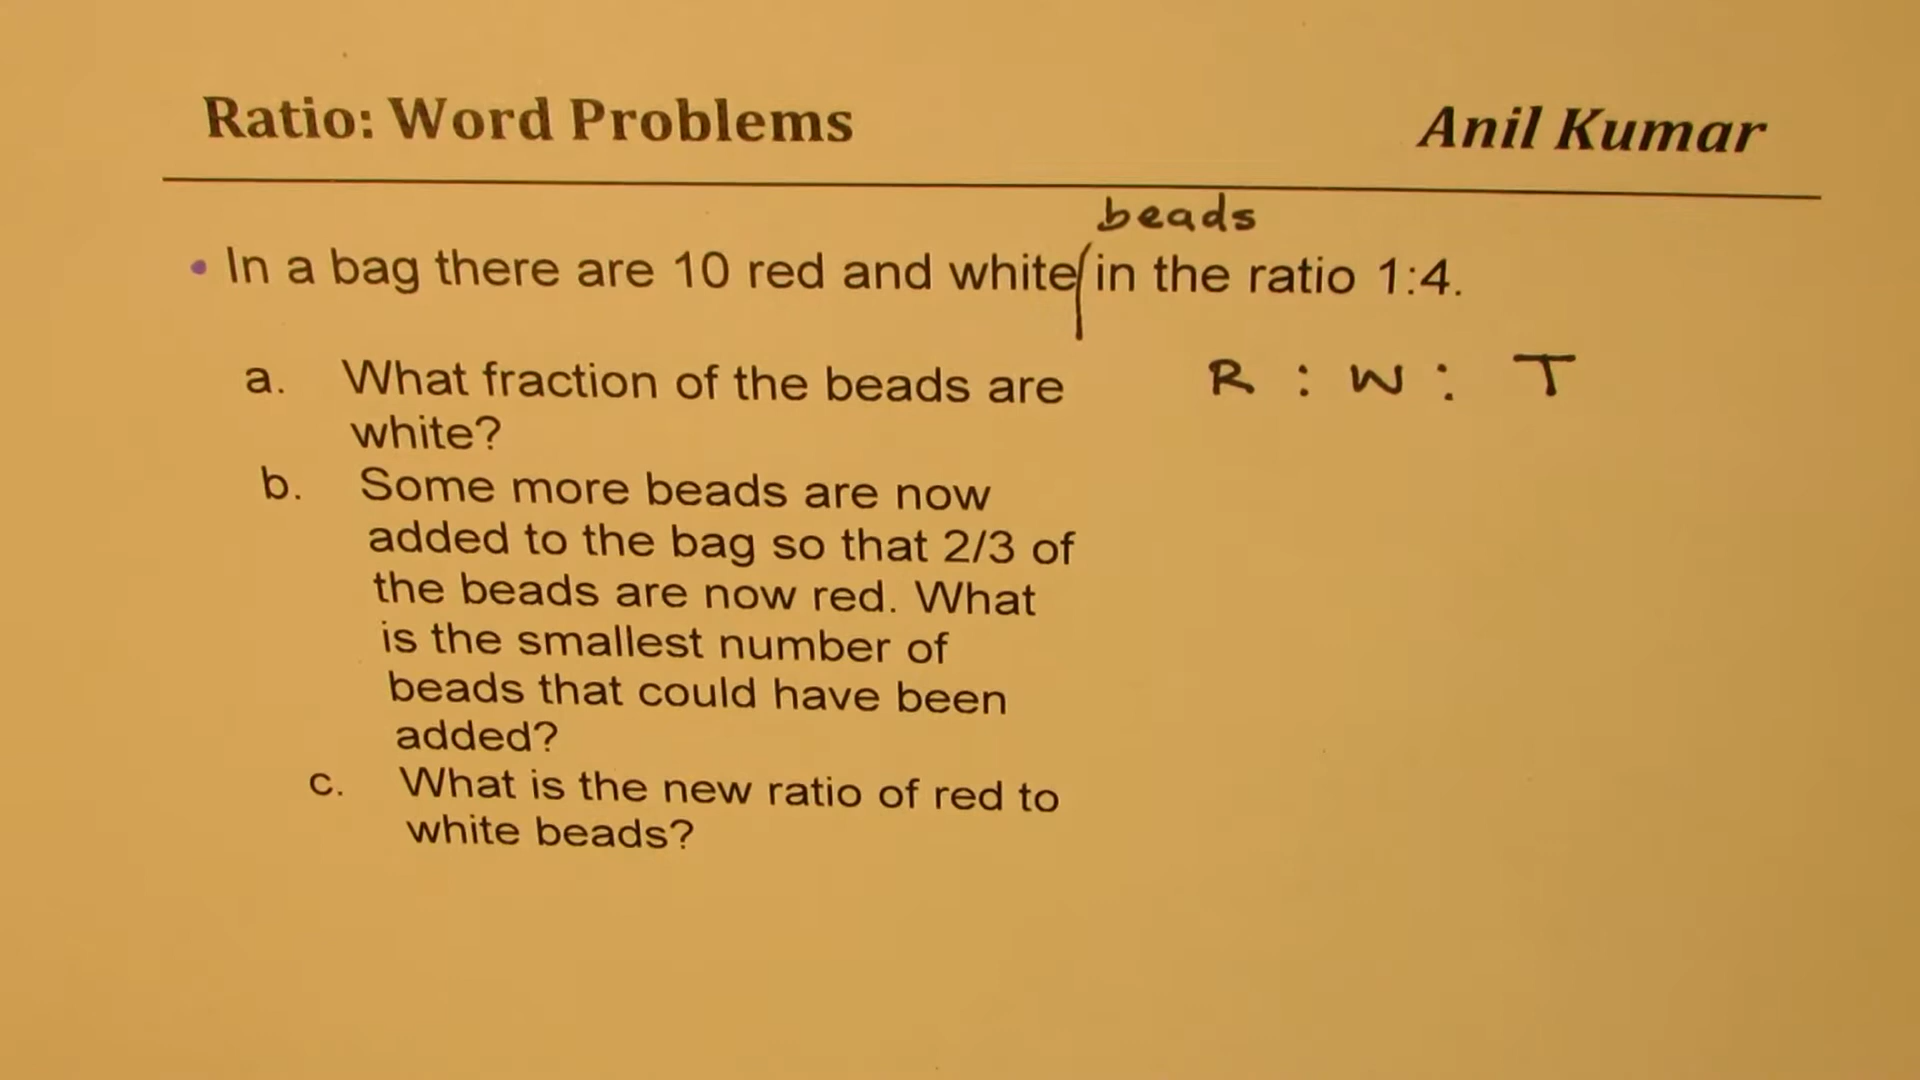 Ratio: Word Problems
Anil Kumar
beads
• In a bag there are 10 red and white in the ratio 1:4.
a. What fraction of the beads are
white?
R : W : T
b. Some more beads are now
added to the bag so that 2/3 of
the beads are now red. What
is the smallest number of
beads that could have been
added?
c. What is the new ratio of red to
white beads?